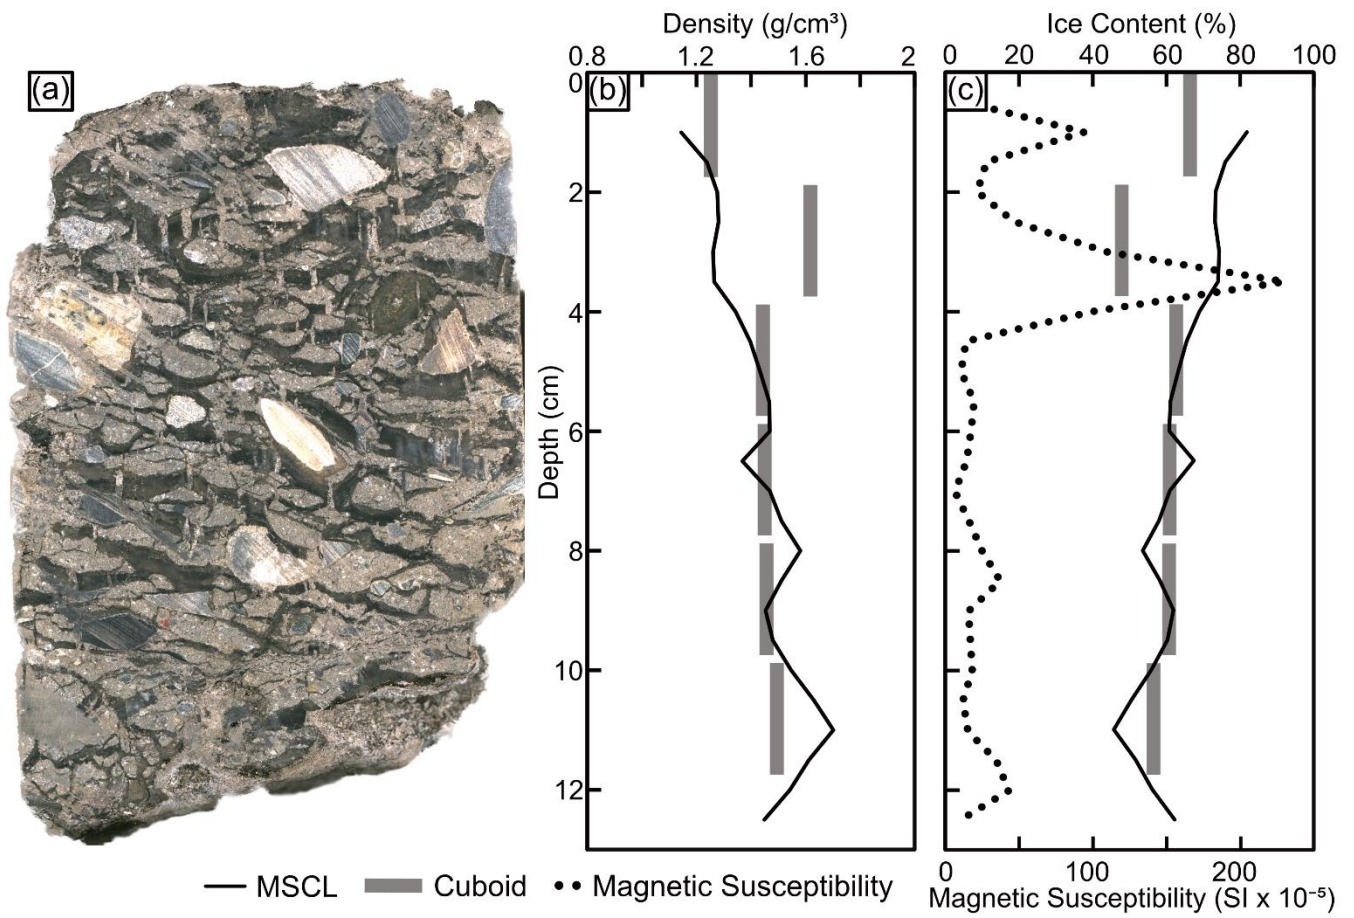 Density (g/cm³)
0.8 1.2 1.6 2
Ice Content (%)
0 20 40 60 80 100
(a)
(b)
(c)
Depth (cm)
0
2
4
6
8
10
12
0 100 200
Magnetic Susceptibility (SI x 10⁻⁵)
MSCL Cuboid Magnetic Susceptibility